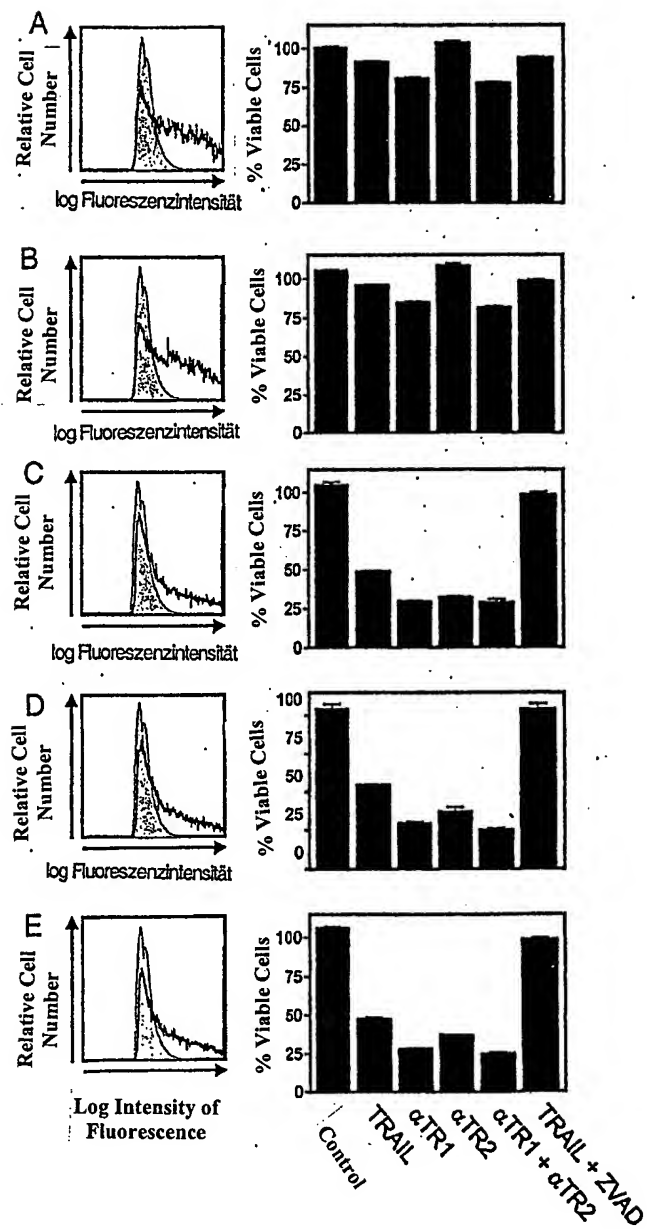 A
Relative Cell
Number
log Fluoreszenzintensität
% Viable Cells
100
75
50
25
0
B
Relative Cell
Number
log Fluoreszenzintensität
% Viable Cells
100
75
50
25
0
C
Relative Cell
Number
log Fluoreszenzintensität
% Viable Cells
100
75
50
25
0
D
Relative Cell
Number
log Fluoreszenzintensität
% Viable Cells
100
75
50
25
0
E
Relative Cell
Number
Log Intensity of
Fluorescence
% Viable Cells
100
75
50
25
0
Control
TRAIL
αTR1
αTR2
αTR1 + αTR2
TRAIL + ZVAD